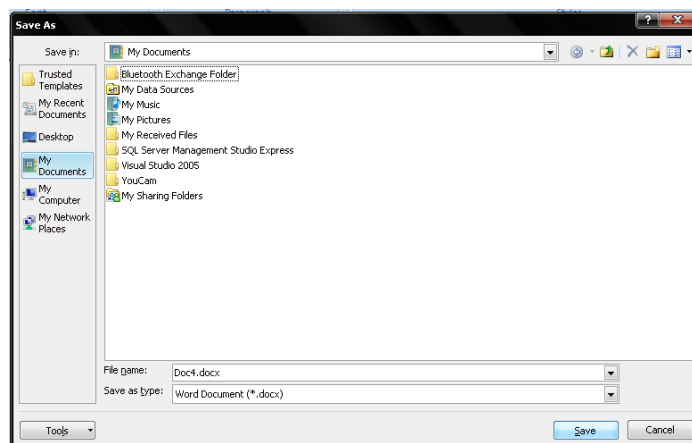 Font
Paragraph
Styles
Save As
?
X
Save in:
My Documents
Trusted
Templates
My Recent
Documents
Desktop
My
Documents
My
Computer
My Network
Places
Bluetooth Exchange Folder
My Data Sources
My Music
My Pictures
My Received Files
SQL Server Management Studio Express
Visual Studio 2005
YouCam
My Sharing Folders
File name:
Doc4.docx
Save as type:
Word Document (*.docx)
Tools
Save
Cancel